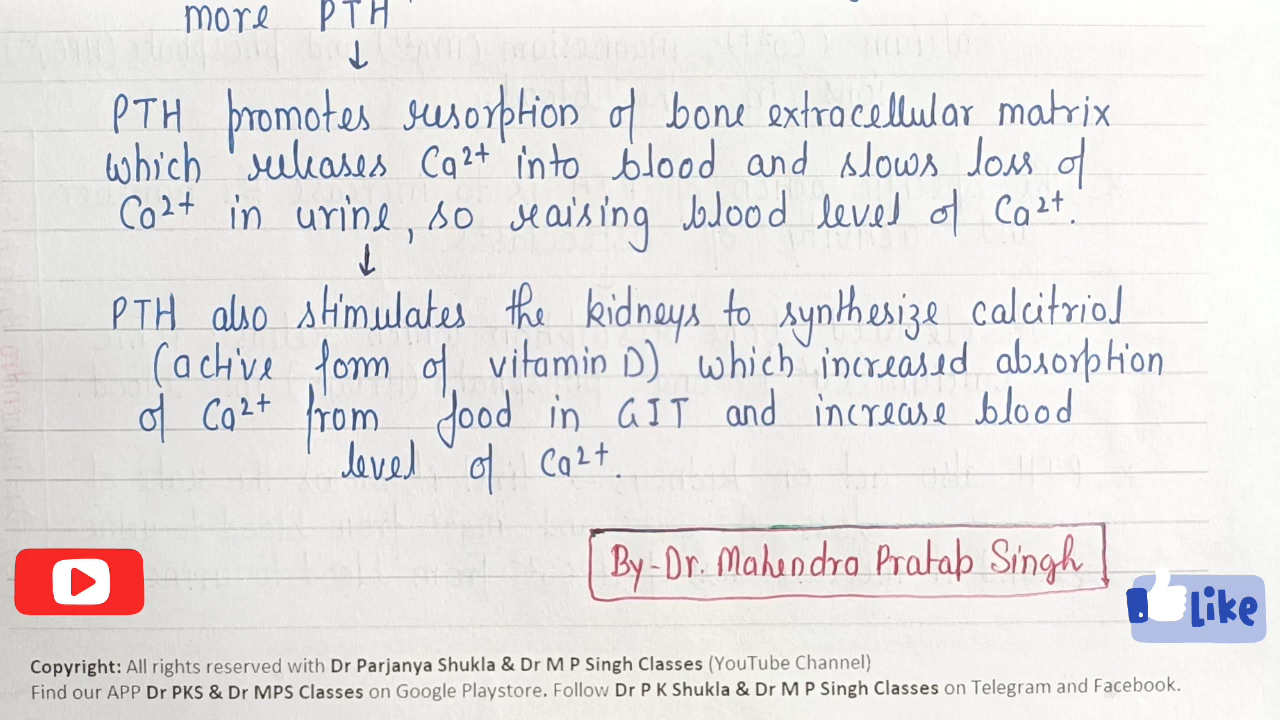 more PTH
↓
PTH promotes resorption of bone extracellular matrix
which releases Ca²⁺ into blood and slows loss of
Ca²⁺ in urine, so raising blood level of Ca²⁺.
↓
PTH also stimulates the kidneys to synthesize calcitriol
(active form of vitamin D) which increased absorption
of Ca²⁺ from food in GIT and increase blood
level of Ca²⁺.
By-Dr. Mahendra Pratap Singh
Like
Copyright: All rights reserved with Dr Parjanya Shukla & Dr M P Singh Classes (YouTube Channel)
Find our APP Dr PKS & Dr MPS Classes on Google Playstore. Follow Dr P K Shukla & Dr M P Singh Classes on Telegram and Facebook.